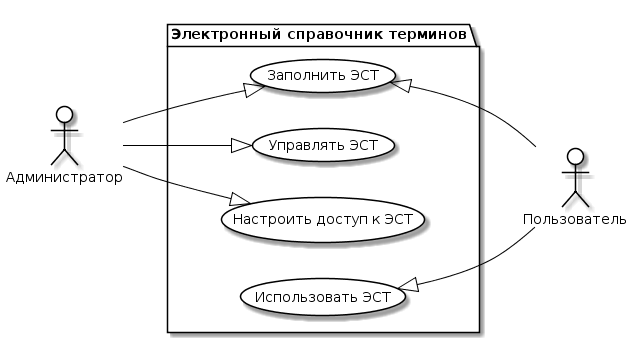 Электронный справочник терминов
Заполнить ЭСТ
Управлять ЭСТ
Администратор
Настроить доступ к ЭСТ
Пользователь
Использовать ЭСТ